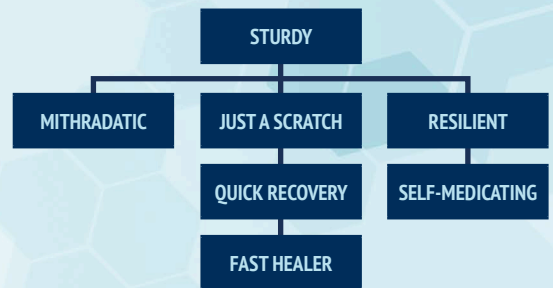 STURDY
MITHRADATIC
JUST A SCRATCH
RESILIENT
QUICK RECOVERY
SELF-MEDICATING
FAST HEALER